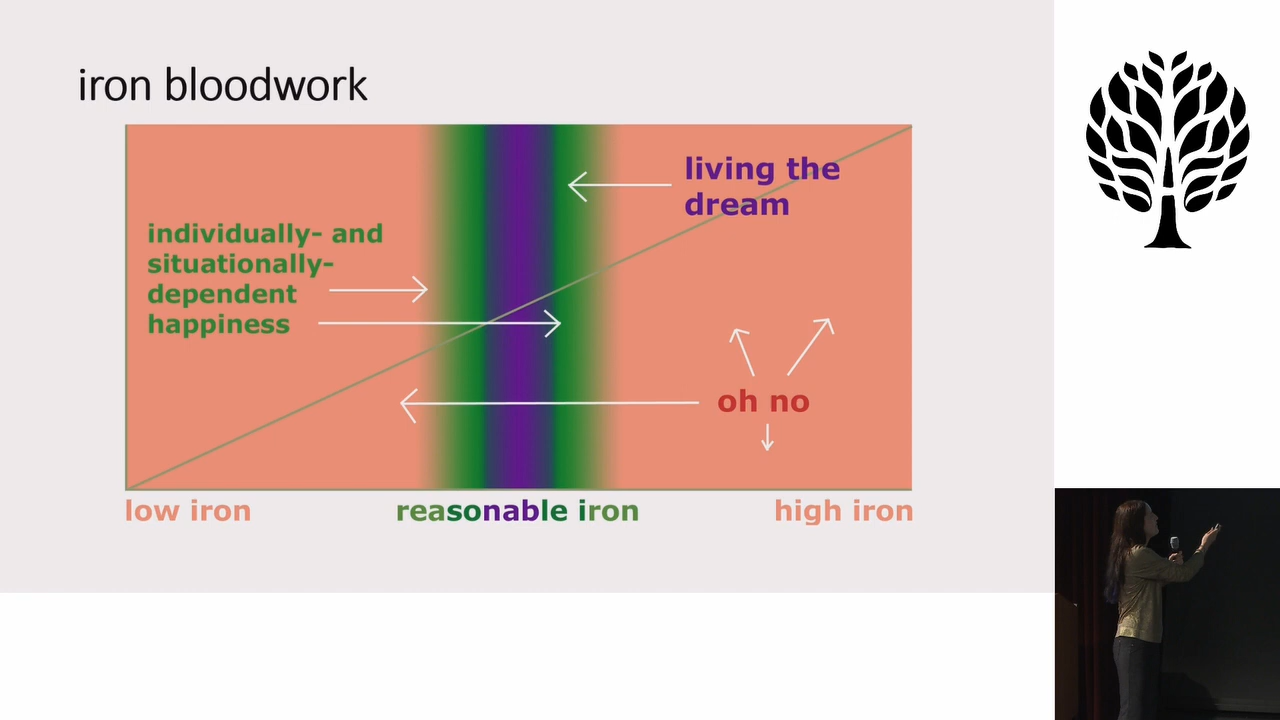 iron bloodwork
living the
dream
individually- and
situationally-
dependent
happiness
oh no
low iron
reasonable iron
high iron